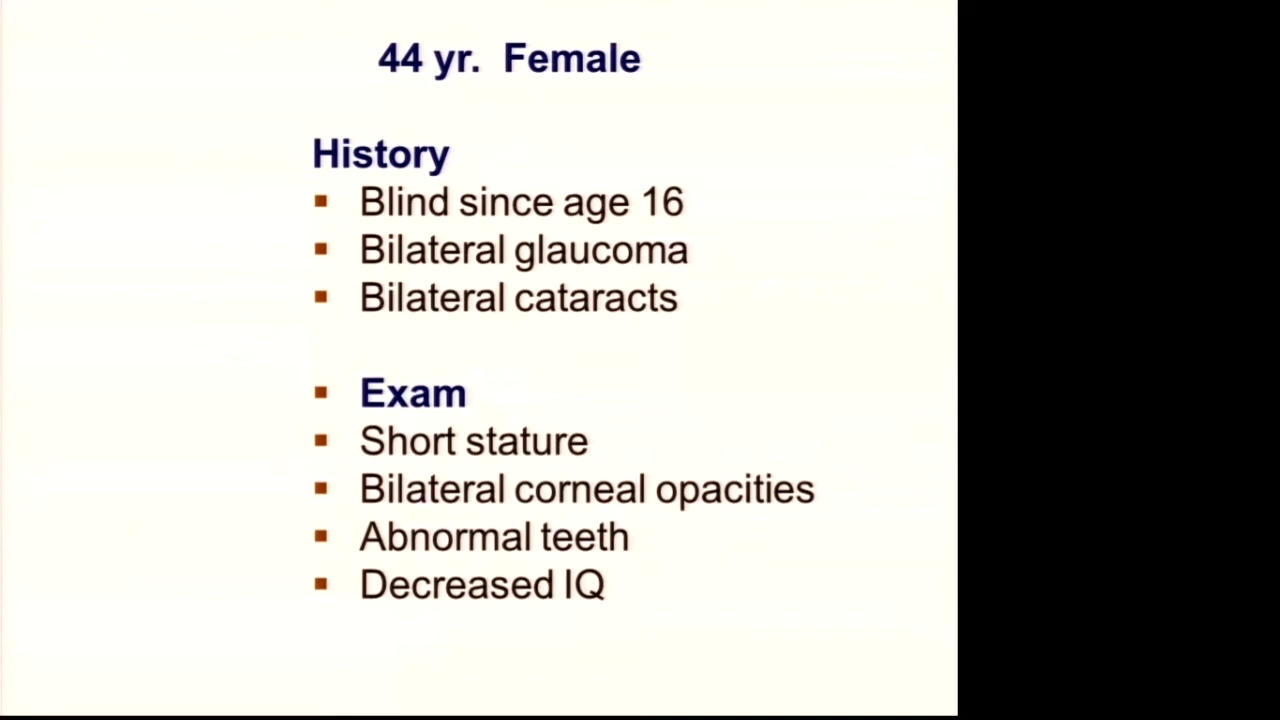 44 yr. Female
History
▪ Blind since age 16
▪ Bilateral glaucoma
▪ Bilateral cataracts
▪ Exam
▪ Short stature
▪ Bilateral corneal opacities
▪ Abnormal teeth
▪ Decreased IQ